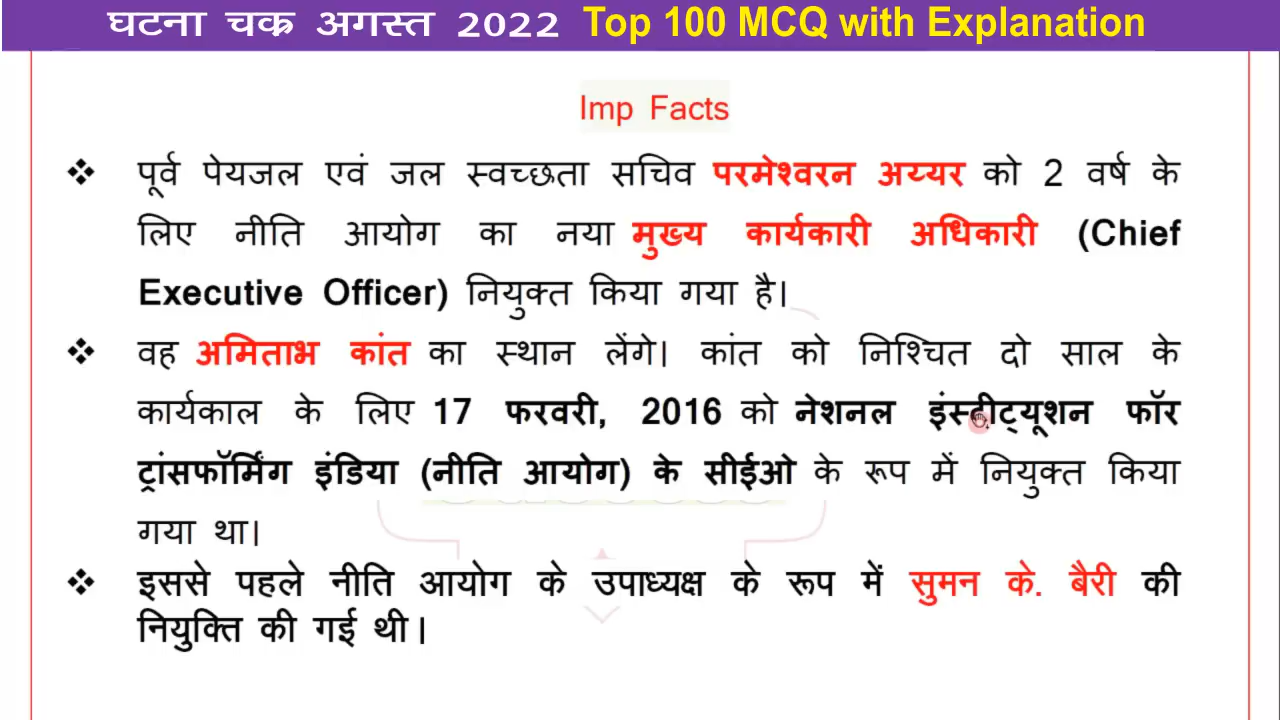 घटना चक्र अगस्त 2022 Top 100 MCQ with Explanation
Imp Facts
❖ पूर्व पेयजल एवं जल स्वच्छता सचिव परमेश्वरन अय्यर को 2 वर्ष के
लिए नीति आयोग का नया मुख्य कार्यकारी अधिकारी (Chief
Executive Officer) नियुक्त किया गया है।
❖ वह अमिताभ कांत का स्थान लेंगे। कांत को निश्चित दो साल के
कार्यकाल के लिए 17 फरवरी, 2016 को नेशनल इंस्टीट्यूशन फॉर
ट्रांसफॉर्मिंग इंडिया (नीति आयोग) के सीईओ के रूप में नियुक्त किया
गया था।
❖ इससे पहले नीति आयोग के उपाध्यक्ष के रूप में सुमन के. बैरी की
नियुक्ति की गई थी।